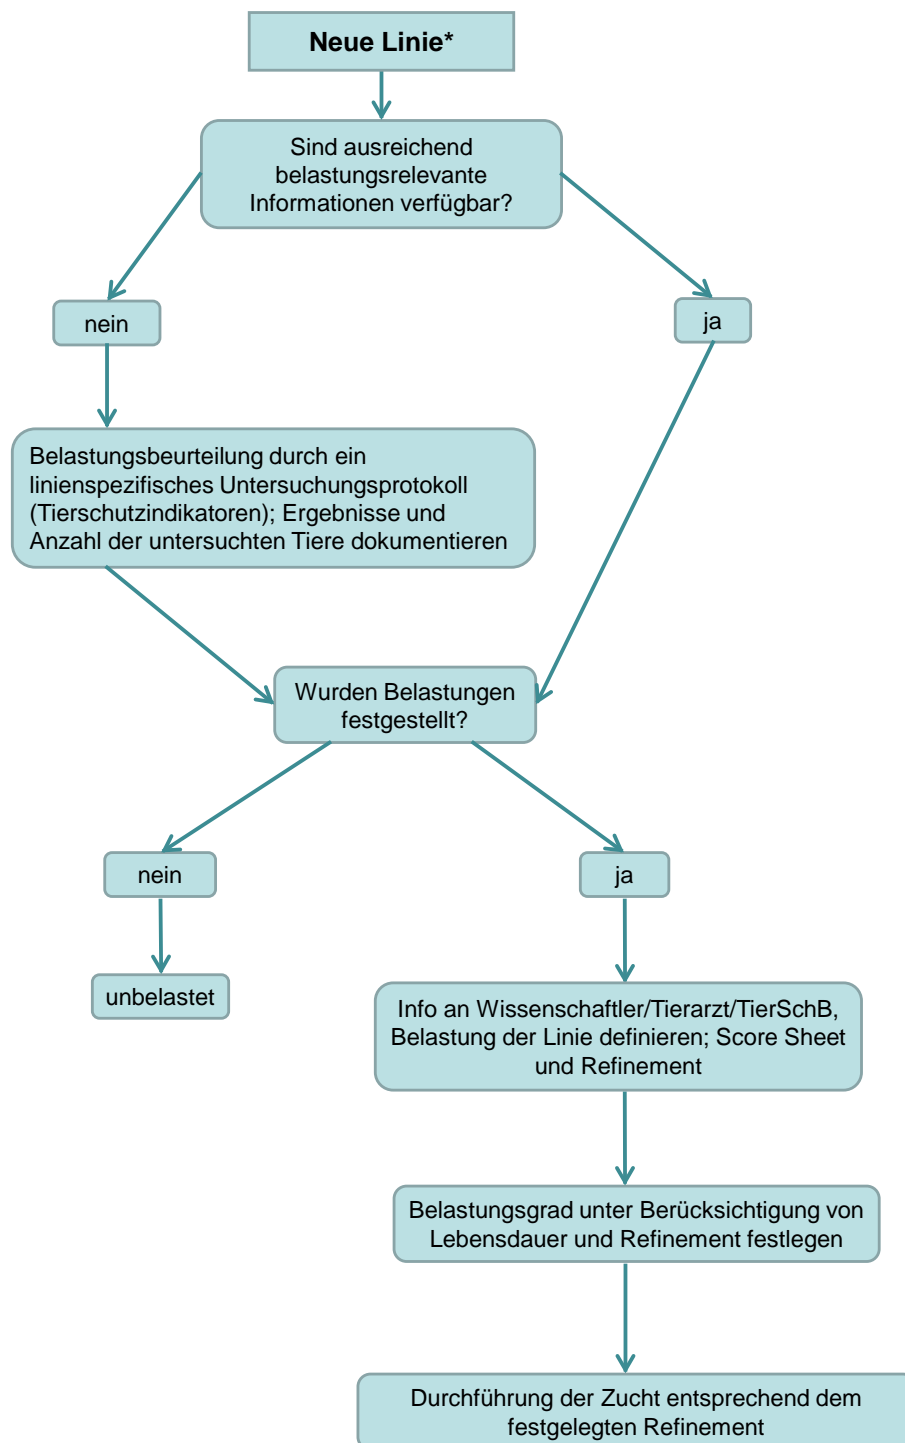 Neue Linie*
Sind ausreichend
belastungsrelevante
Informationen verfügbar?
nein
ja
Belastungsbeurteilung durch ein
linienspezifisches Untersuchungsprotokoll
(Tierschutzindikatoren); Ergebnisse und
Anzahl der untersuchten Tiere dokumentieren
Wurden Belastungen
festgestellt?
nein
ja
unbelastet
Info an Wissenschaftler/Tierarzt/TierSchB,
Belastung der Linie definieren; Score Sheet
und Refinement
Belastungsgrad unter Berücksichtigung von
Lebensdauer und Refinement festlegen
Durchführung der Zucht entsprechend dem
festgelegten Refinement